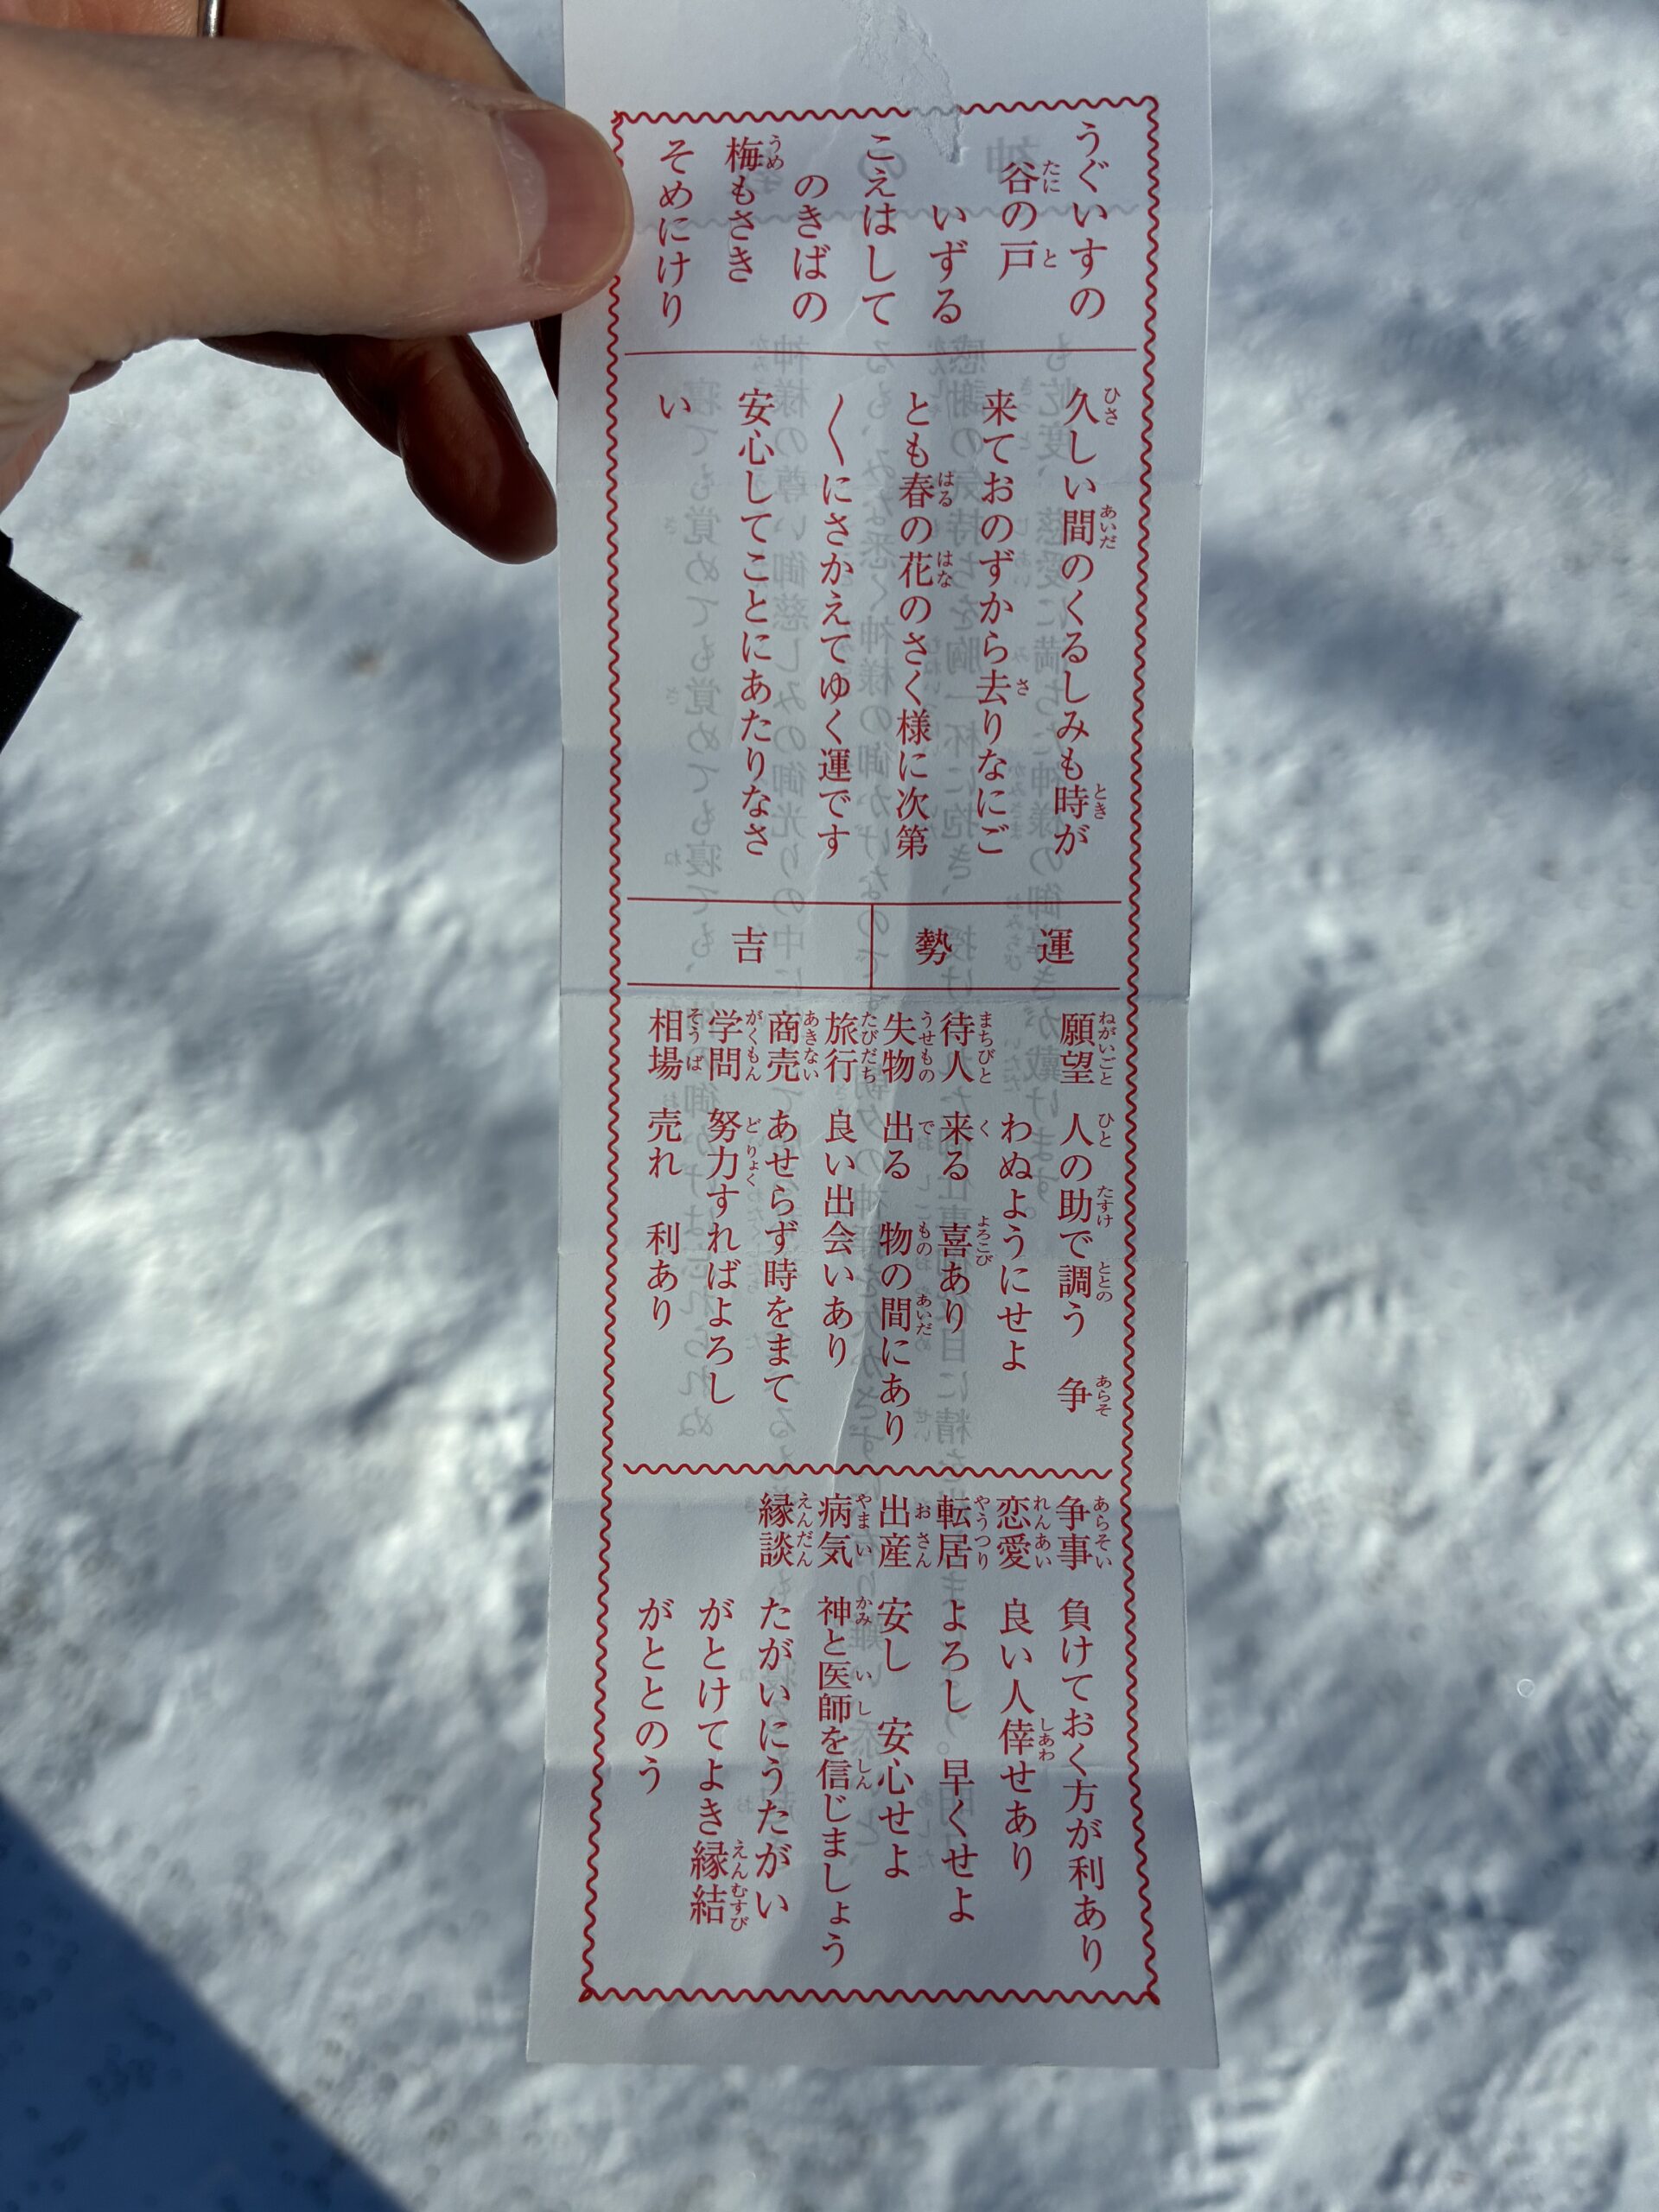 うぐいすの
谷の戸
いずる
こえはして
のきばの
梅もさき
そめにけり
久しい間のくるしみも時が
来ておのずから去りなにご
とも春の花のさく様に次第
〱にさかえてゆく運です
安心してことにあたりなさ
い
運勢
吉
願望 人の助で調う 争
わぬようにせよ
待人 来る 喜あり
失物 出る 物の間にあり
旅行 良い出会いあり
商売 あせらず時をまて
学問 努力すればよろし
相場 売れ 利あり
争事 負けておく方が利あり
恋愛 良い人倖せあり
転居 よろし 早くせよ
出産 安し 安心せよ
病気 神と医師を信じましょう
縁談 たがいにうたがい
がとけてよき縁結
がととのう